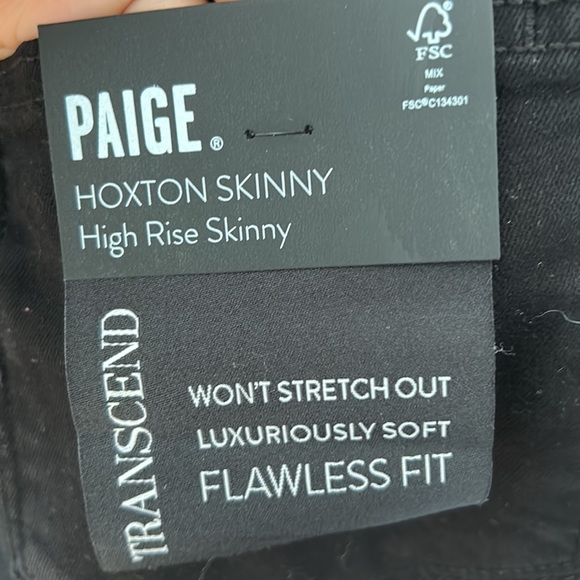 FSC
MIX
Paper
FSC® C134301
PAIGE®
HOXTON SKINNY
High Rise Skinny
TRANSCEND
WON'T STRETCH OUT
LUXURIOUSLY SOFT
FLAWLESS FIT